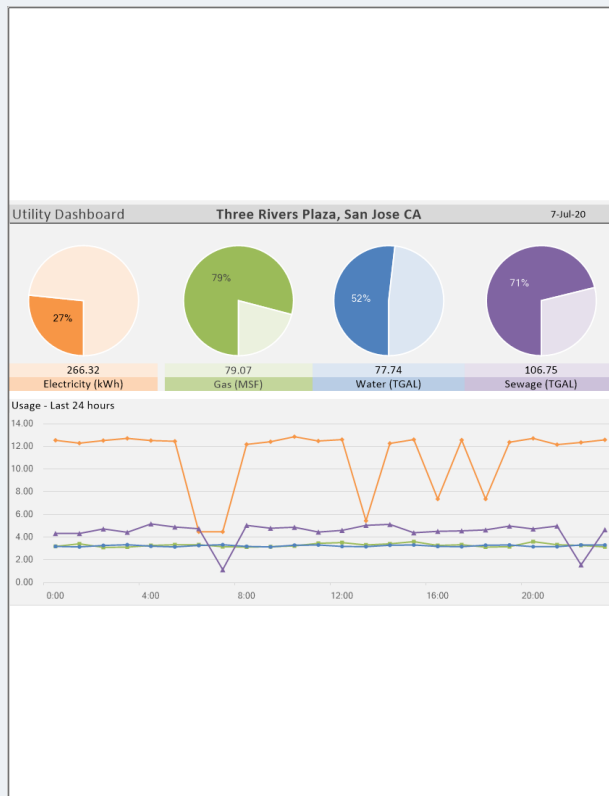 Utility Dashboard Three Rivers Plaza, San Jose CA 7-Jul-20
27% 79% 52% 71%
266.32 79.07 77.74 106.75
Electricity (kWh) Gas (MSF) Water (TGAL) Sewage (TGAL)
Usage - Last 24 hours
14.00
12.00
10.00
8.00
6.00
4.00
2.00
0.00
0:00 4:00 8:00 12:00 16:00 20:00